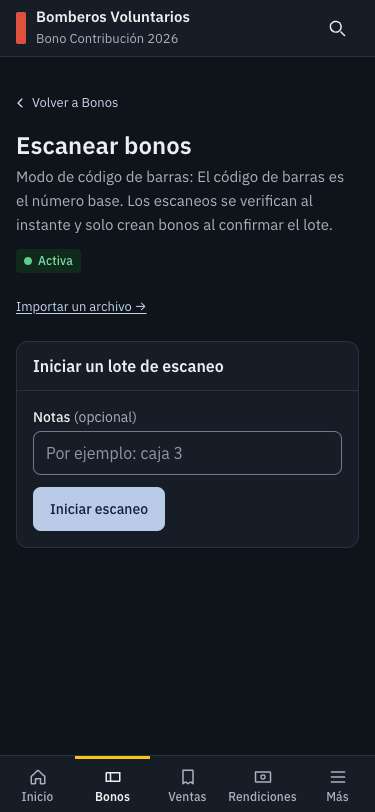 Bomberos Voluntarios
Bono Contribución 2026
Volver a Bonos
Escanear bonos
Modo de código de barras: El código de barras es
el número base. Los escaneos se verifican al
instante y solo crean bonos al confirmar el lote.
Activa
Importar un archivo →
Iniciar un lote de escaneo
Notas (opcional)
Por ejemplo: caja 3
Iniciar escaneo
Inicio
Bonos
Ventas
Rendiciones
Más